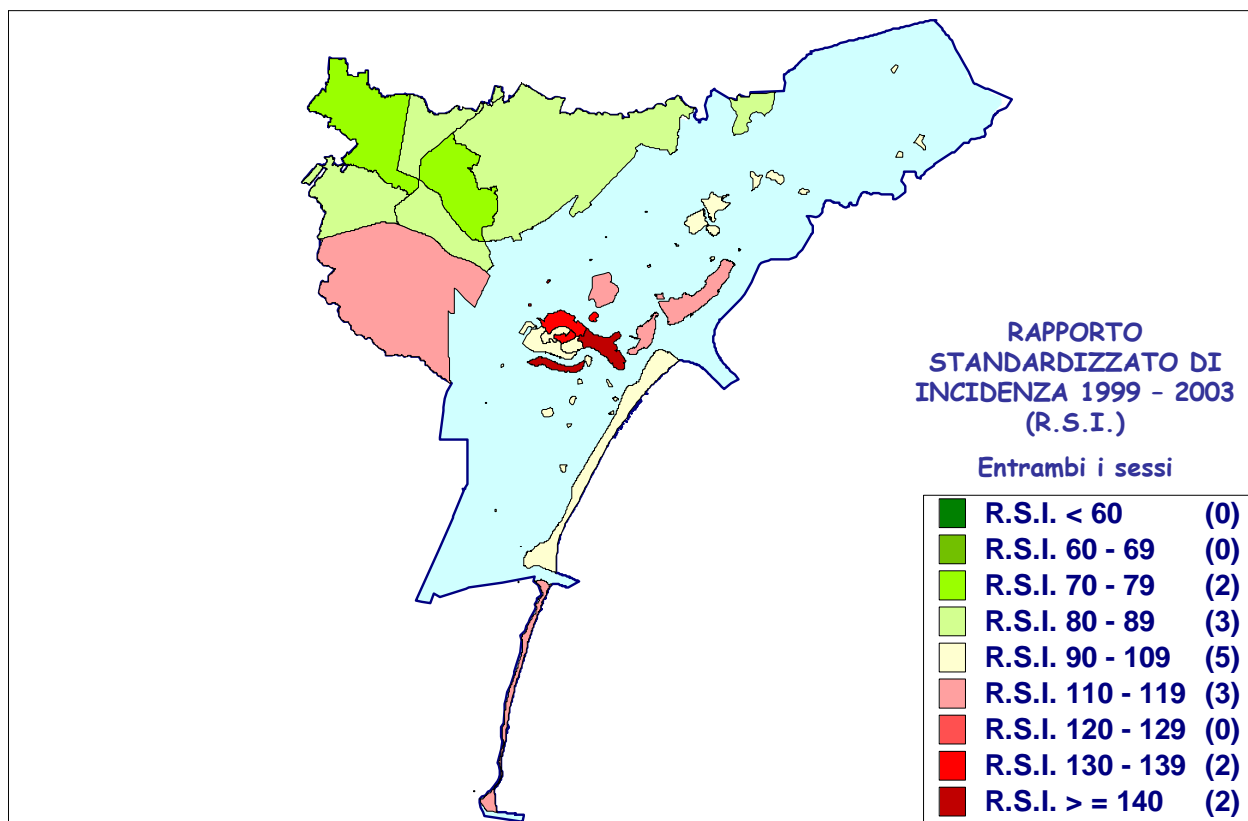 RAPPORTO
STANDARDIZZATO DI
INCIDENZA 1999 - 2003
(R.S.I.)
Entrambi i sessi
R.S.I. < 60 (0)
R.S.I. 60 - 69 (0)
R.S.I. 70 - 79 (2)
R.S.I. 80 - 89 (3)
R.S.I. 90 - 109 (5)
R.S.I. 110 - 119 (3)
R.S.I. 120 - 129 (0)
R.S.I. 130 - 139 (2)
R.S.I. > = 140 (2)